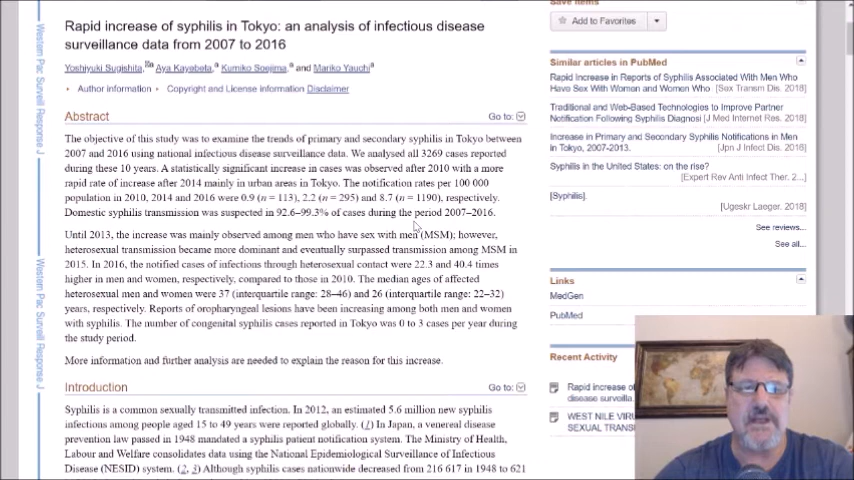 Rapid increase of syphilis in Tokyo: an analysis of infectious disease
surveillance data from 2007 to 2016
Yoshiyuki Sugishita, Aya Kayebeta, Kumiko Soejima, and Mariko Yauchi
Author information Copyright and License information Disclaimer
Abstract
Go to:
The objective of this study was to examine the trends of primary and secondary syphilis in Tokyo between
2007 and 2016 using national infectious disease surveillance data. We analysed all 3269 cases reported
during these 10 years. A statistically significant increase in cases was observed after 2010 with a more
rapid rate of increase after 2014 mainly in urban areas in Tokyo. The notification rates per 100 000
population in 2010, 2014 and 2016 were 0.9 (n = 113), 2.2 (n = 295) and 8.7 (n = 1190), respectively.
Domestic syphilis transmission was suspected in 92.6–99.3% of cases during the period 2007–2016.
Until 2013, the increase was mainly observed among men who have sex with men (MSM); however,
heterosexual transmission became more dominant and eventually surpassed transmission among MSM in
2015. In 2016, the notified cases of infections through heterosexual contact were 22.3 and 40.4 times
higher in men and women, respectively, compared to those in 2010. The median ages of affected
heterosexual men and women were 37 (interquartile range: 28–46) and 26 (interquartile range: 22–32)
years, respectively. Reports of oropharyngeal lesions have been increasing among both men and women
with syphilis. The number of congenital syphilis cases reported in Tokyo was 0 to 3 cases per year during
the study period.
More information and further analysis are needed to explain the reason for this increase.
Introduction
Go to:
Syphilis is a common sexually transmitted infection. In 2012, an estimated 5.6 million new syphilis
infections among people aged 15 to 49 years were reported globally. (1) In Japan, a venereal disease
prevention law passed in 1948 mandated a syphilis patient notification system. The Ministry of Health,
Labour and Welfare consolidates data using the National Epidemiological Surveillance of Infectious
Disease (NESID) system. (2, 3) Although syphilis cases nationwide decreased from 216 617 in 1948 to 621
Western Pac Surveill Response J
Western Pac Surveill Response J
Save items
Add to Favorites
Similar articles in PubMed
Rapid Increase in Reports of Syphilis Associated With Men Who
Have Sex With Women and Women Who [Sex Transm Dis. 2018]
Traditional and Web-Based Technologies to Improve Partner
Notification Following Syphilis Diagnosi [J Med Internet Res. 2018]
Increase in Primary and Secondary Syphilis Notifications in Men
in Tokyo, 2007-2013. [Jpn J Infect Dis. 2016]
Syphilis in the United States: on the rise?
[Expert Rev Anti Infect Ther. 2...]
[Syphilis].
[Ugeskr Laeger. 2018]
See reviews...
See all...
Links
MedGen
PubMed
Recent Activity
Rapid increase o
disease surveilla.
WEST NILE VIRU
SEXUAL TRANS